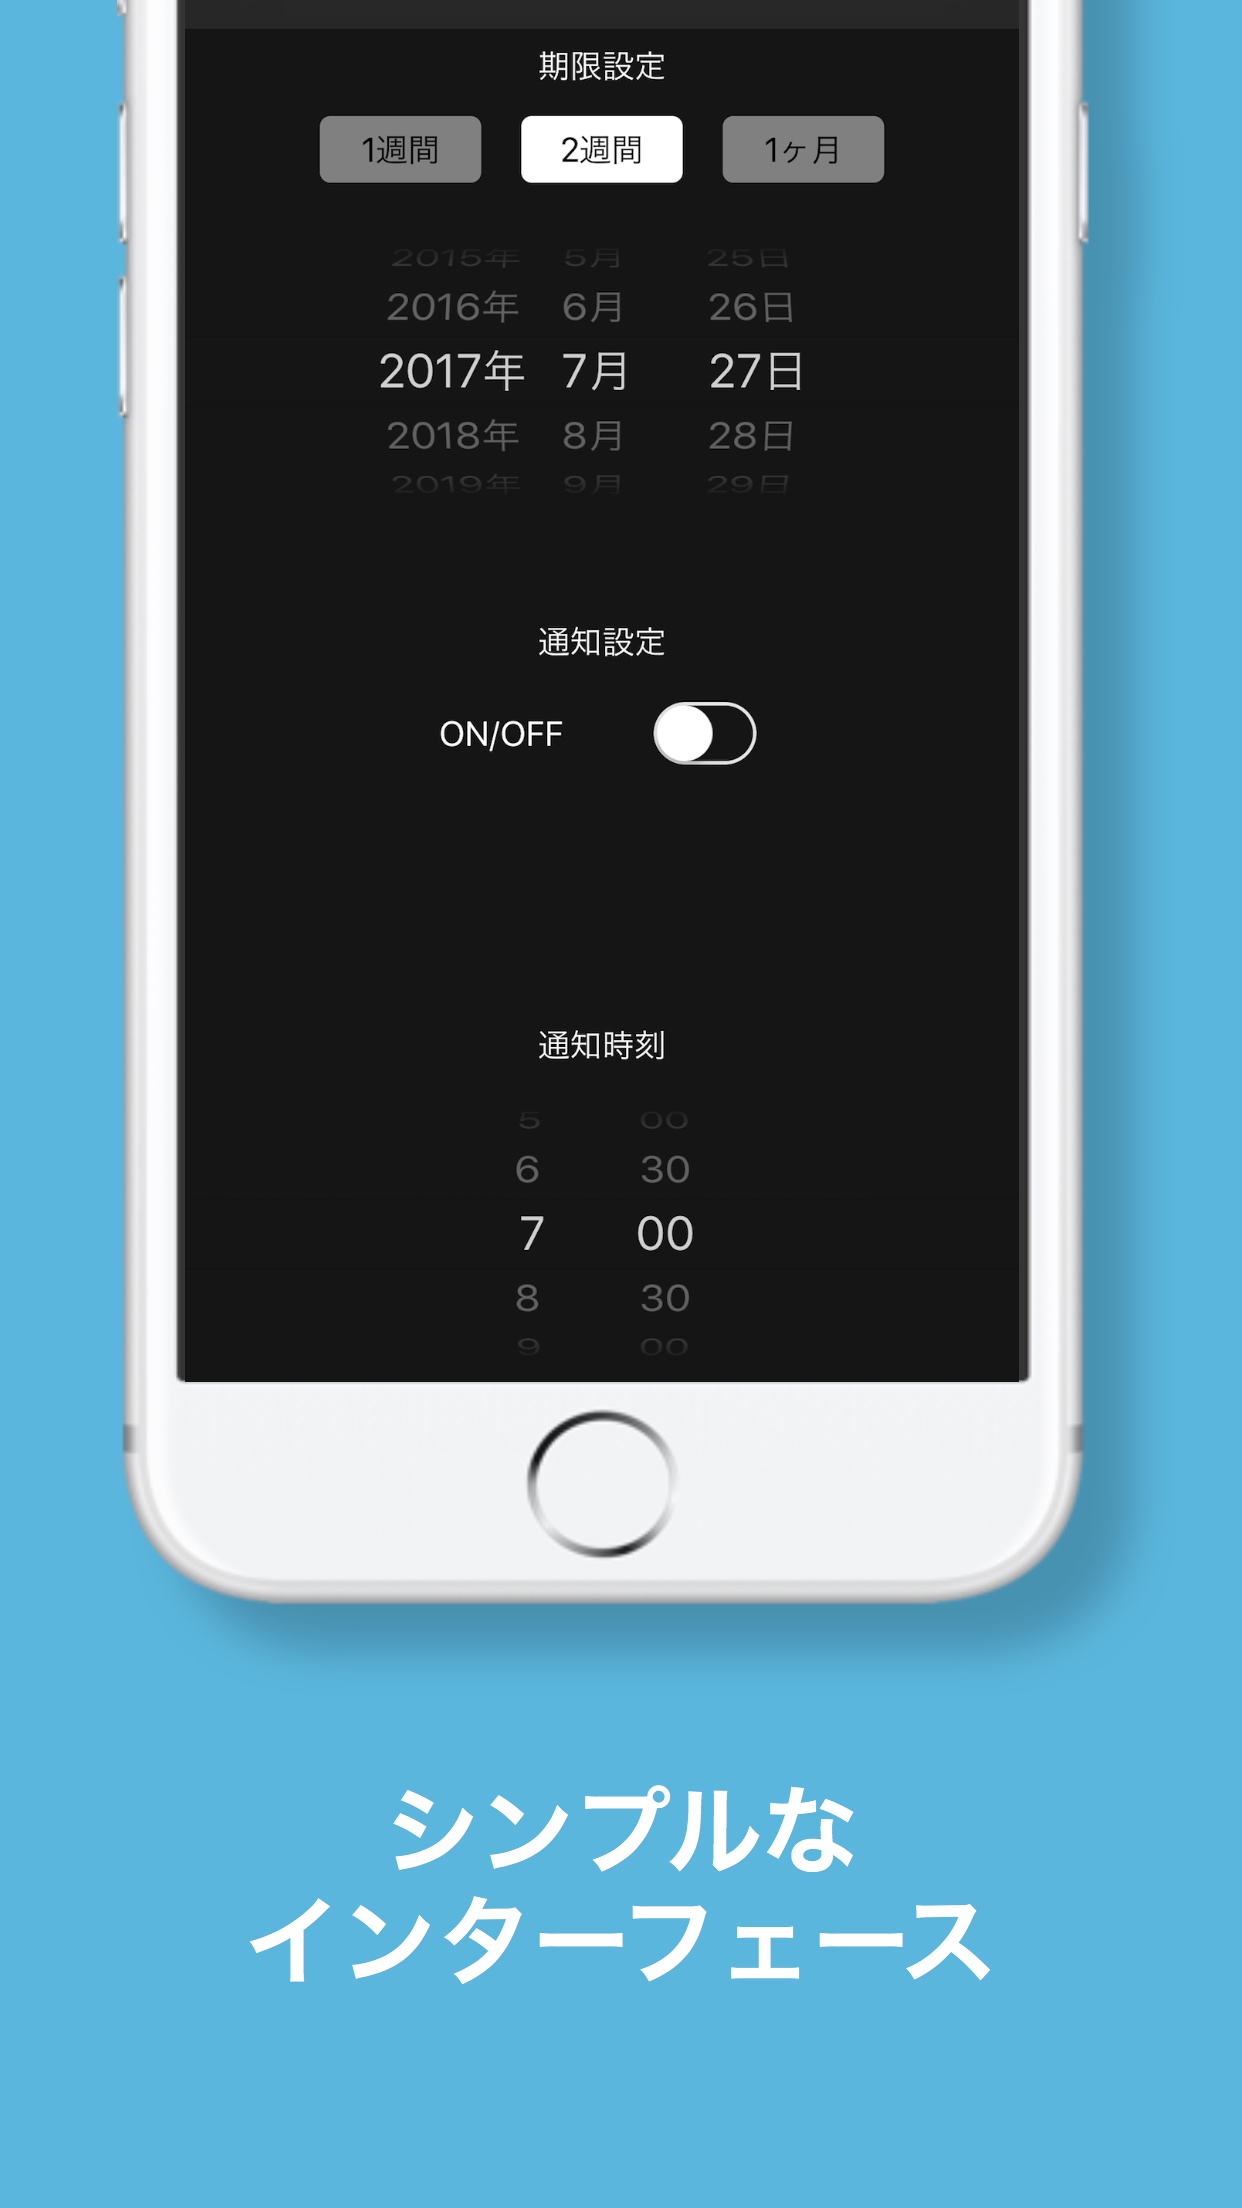 期限設定
1週間 2週間 1ヶ月
2015年 5月 25日
2016年 6月 26日
2017年 7月 27日
2018年 8月 28日
2019年 9月 29日
通知設定
ON/OFF
通知時刻
5 00
6 30
7 00
8 30
9 00
シンプルな
インターフェース